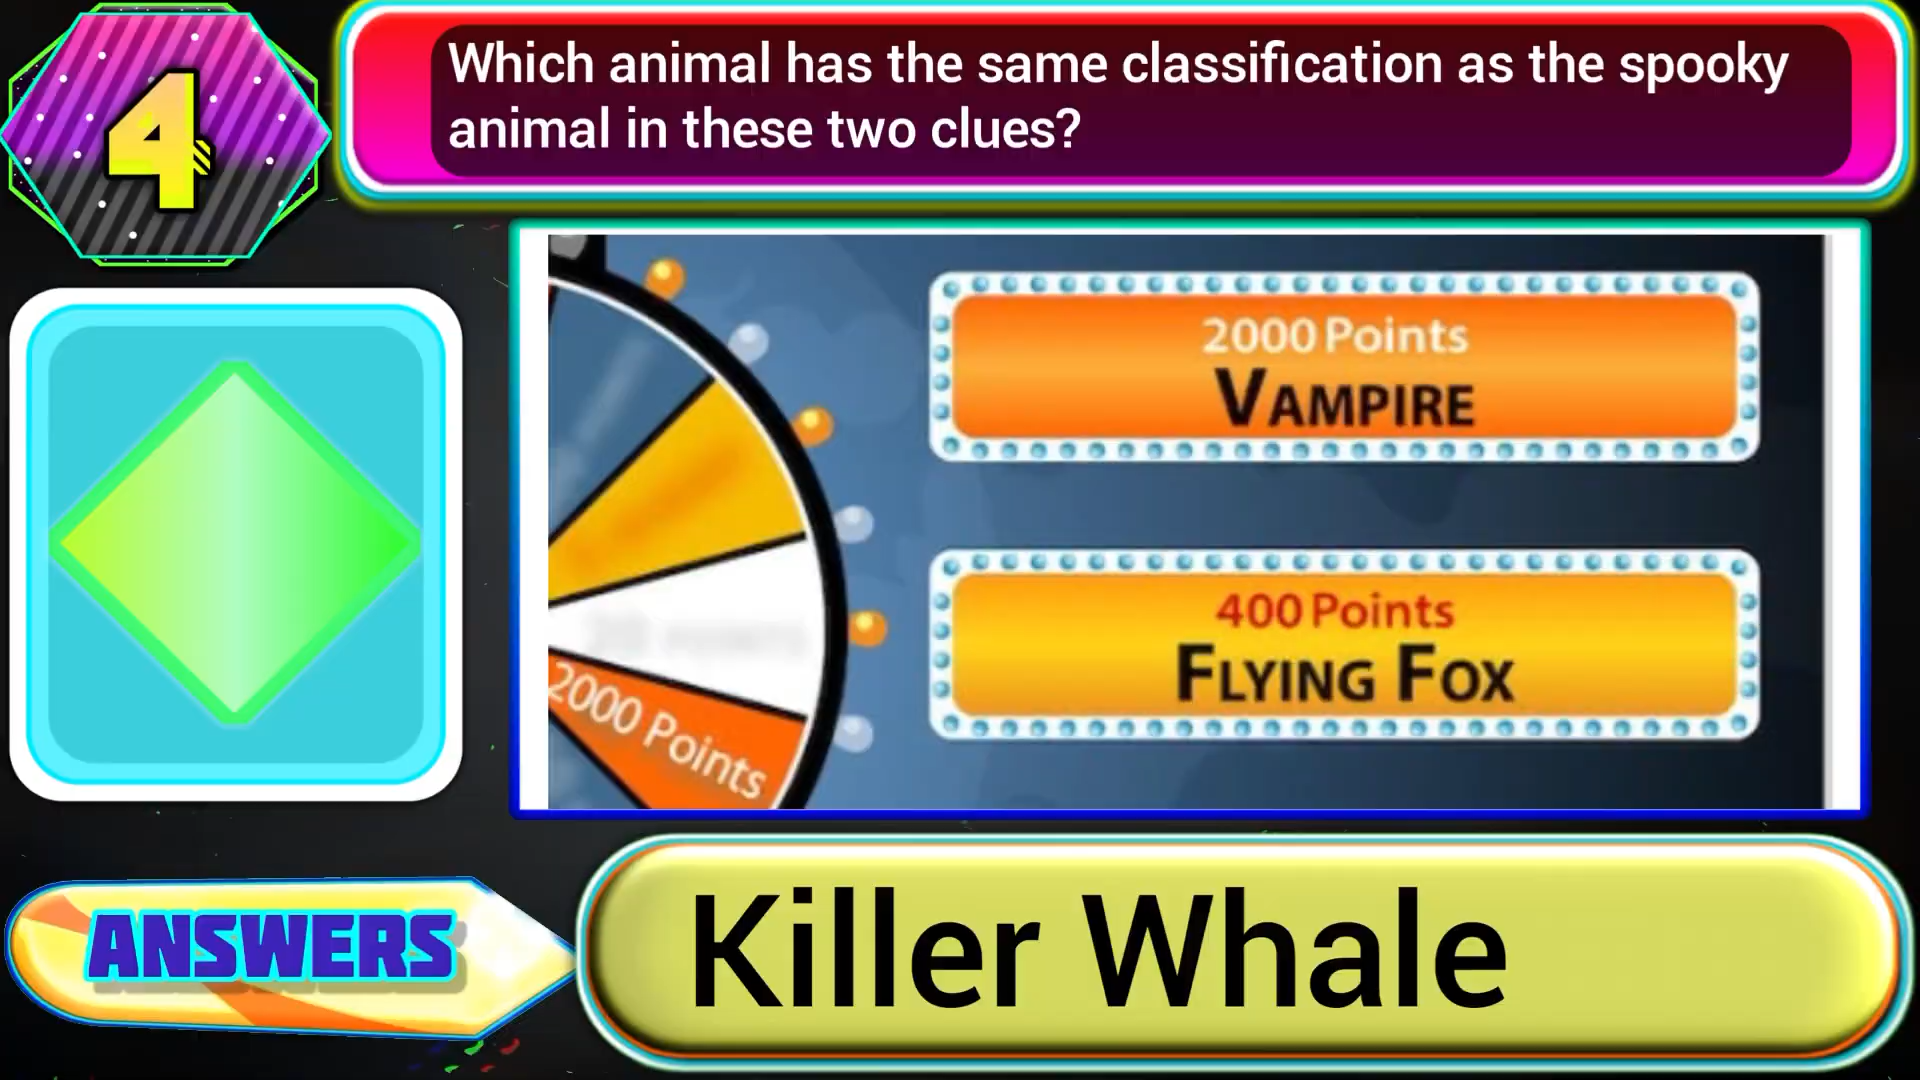 4
Which animal has the same classification as the spooky
animal in these two clues?
2000 Points
VAMPIRE
400 Points
FLYING FOX
2000 Points
ANSWERS
Killer Whale